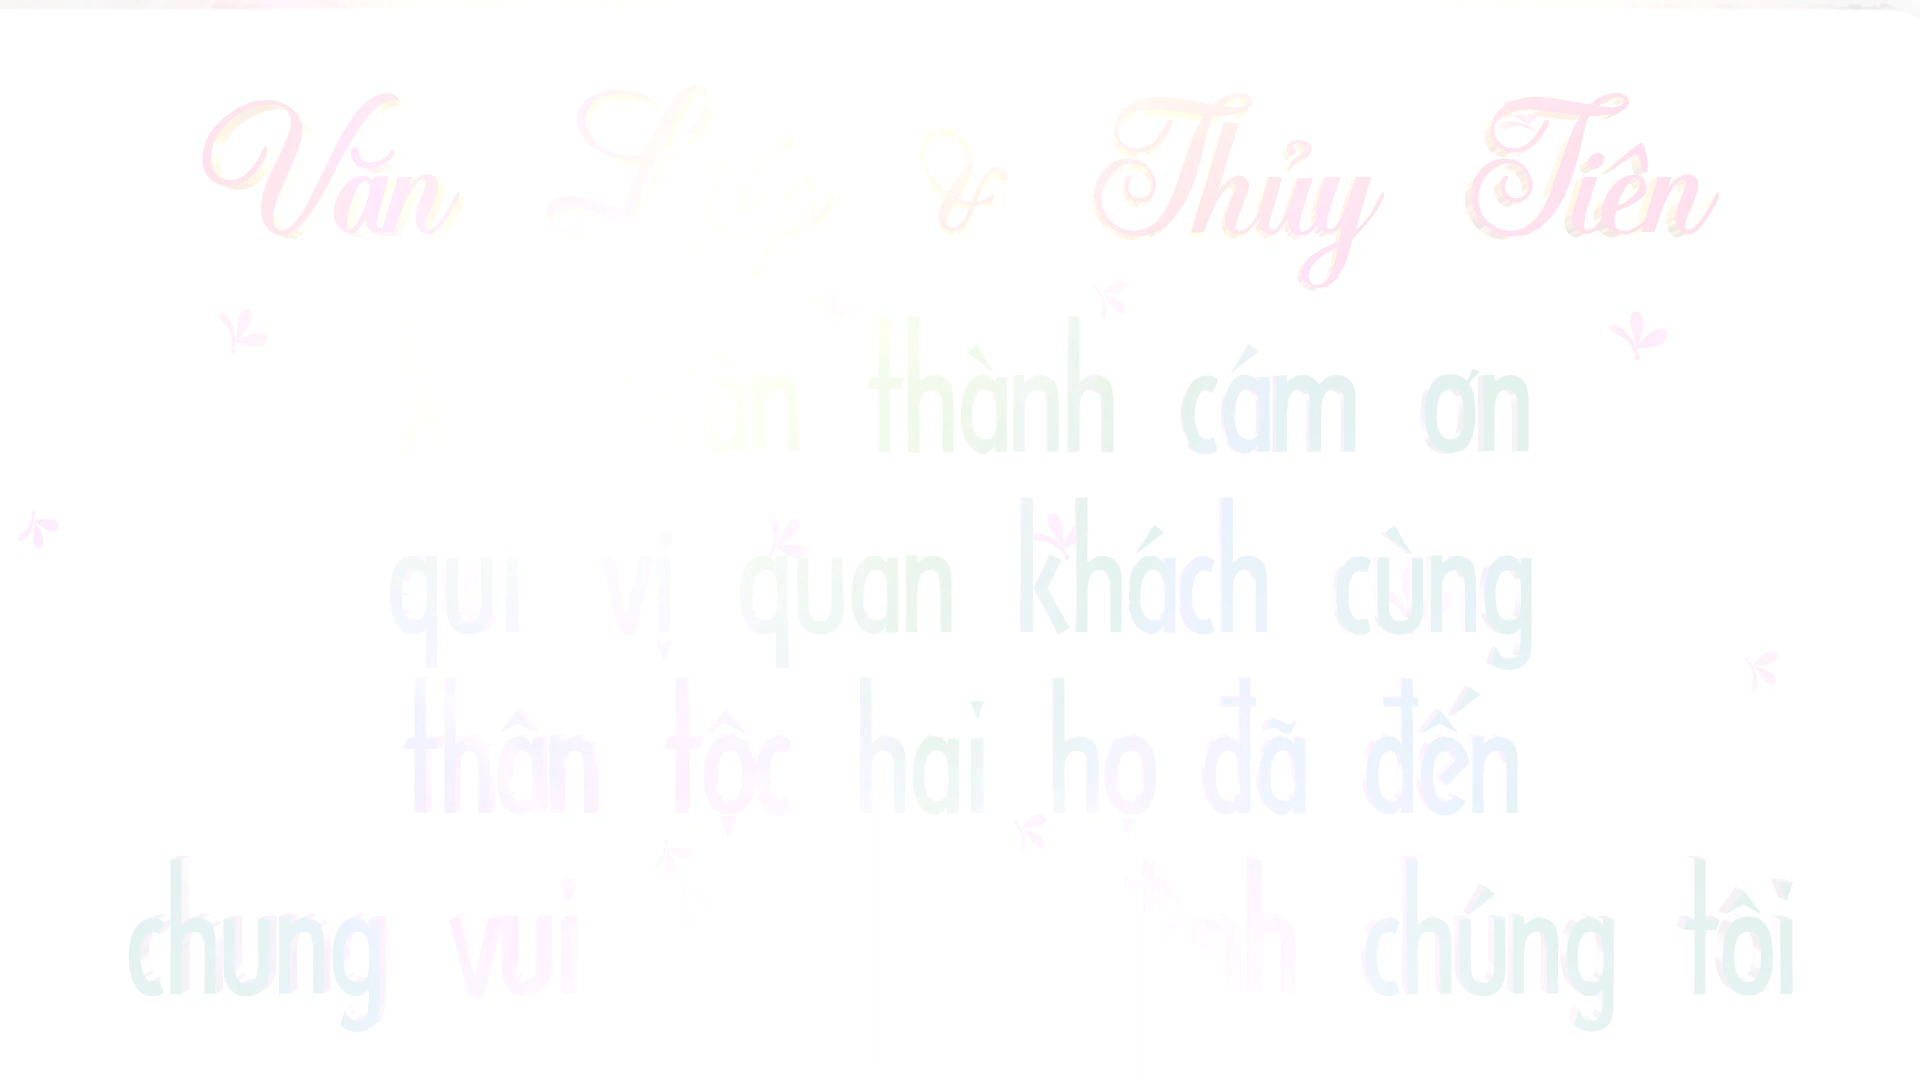 Văn & Thủy Tiên
thành cám ơn
quí vị quan khách cùng
thân tộc hai họ đã đến
chung vui chúng tôi